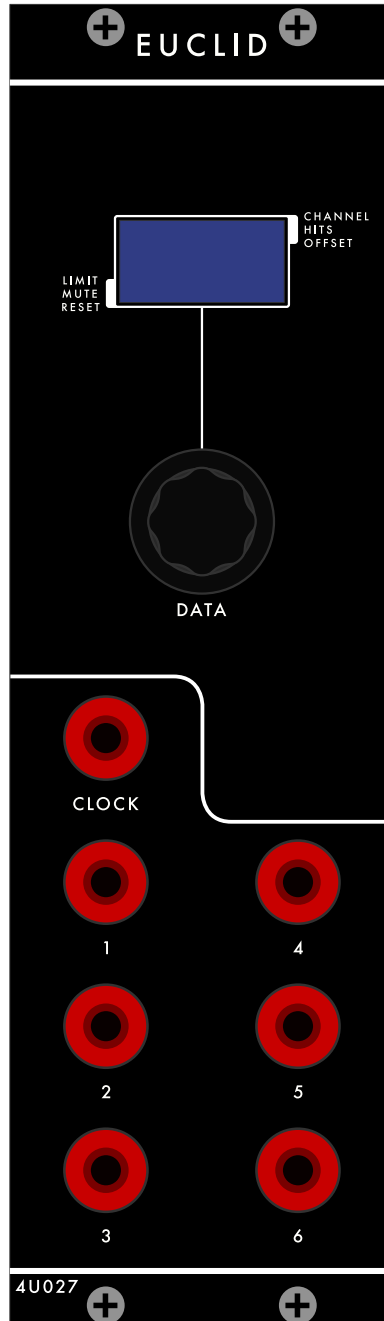 EUCLID
CHANNEL
HITS
OFFSET
LIMIT
MUTE
RESET
DATA
CLOCK
1
4
2
5
3
6
4U027